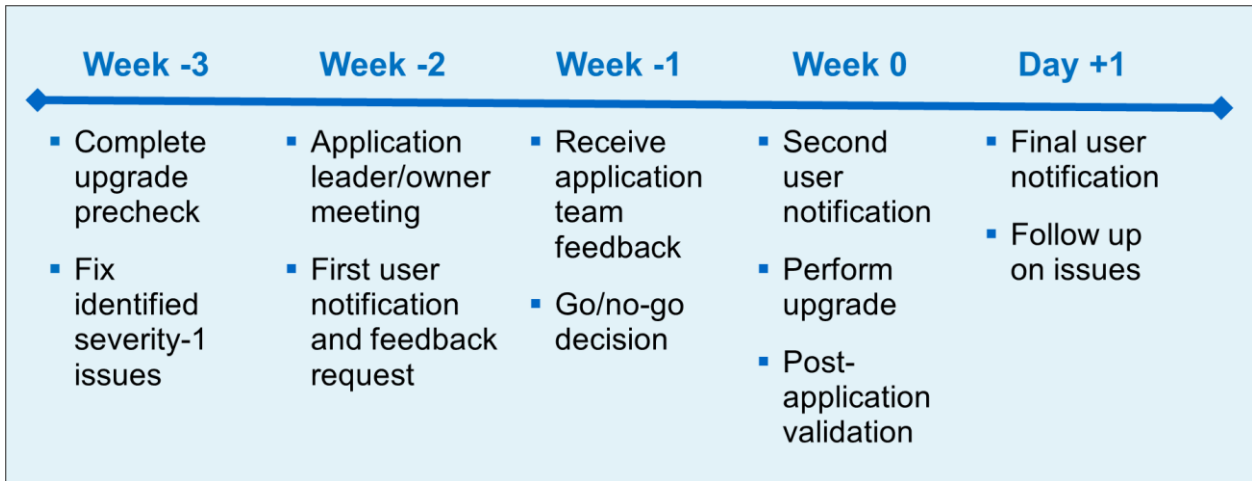 Week -3
Week -2
Week -1
Week 0
Day +1
▪ Complete
upgrade
precheck
▪ Fix
identified
severity-1
issues
▪ Application
leader/owner
meeting
▪ First user
notification
and feedback
request
▪ Receive
application
team
feedback
▪ Go/no-go
decision
▪ Second
user
notification
▪ Perform
upgrade
▪ Post-
application
validation
▪ Final user
notification
▪ Follow up
on issues